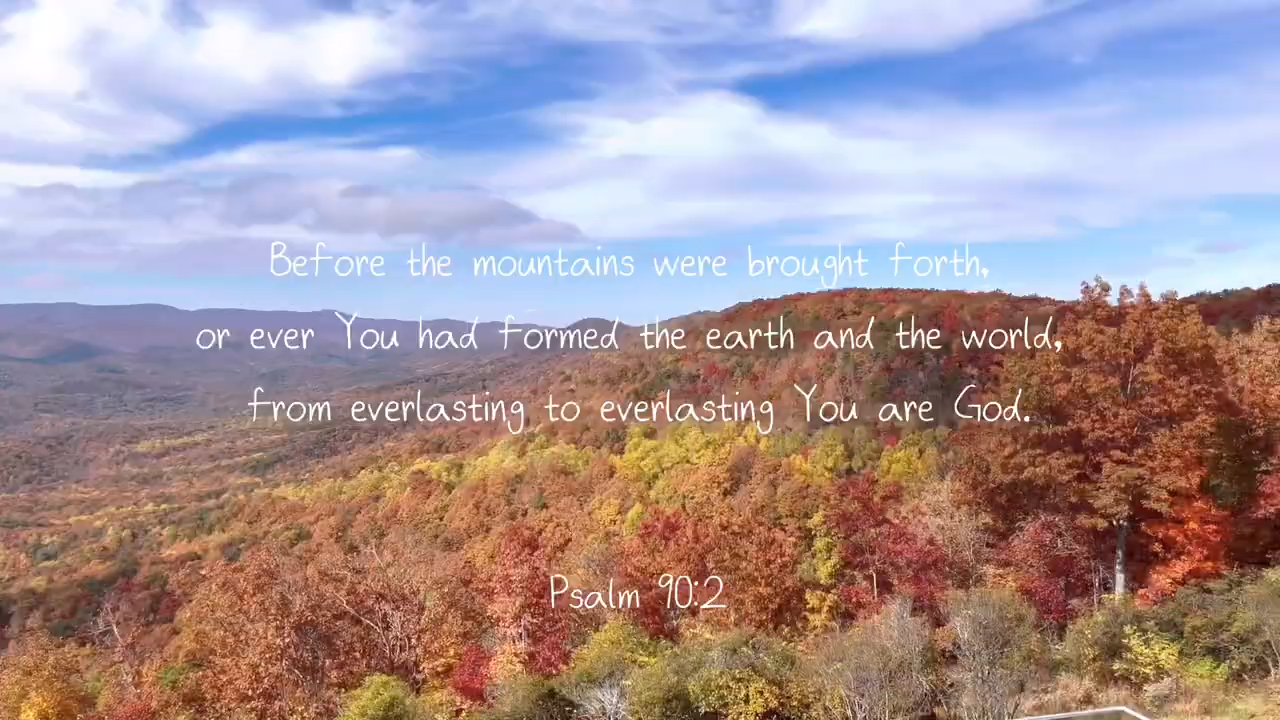 Before the mountains were brought forth,
or ever You had formed the earth and the world,
from everlasting to everlasting You are God.
Psalm 90:2